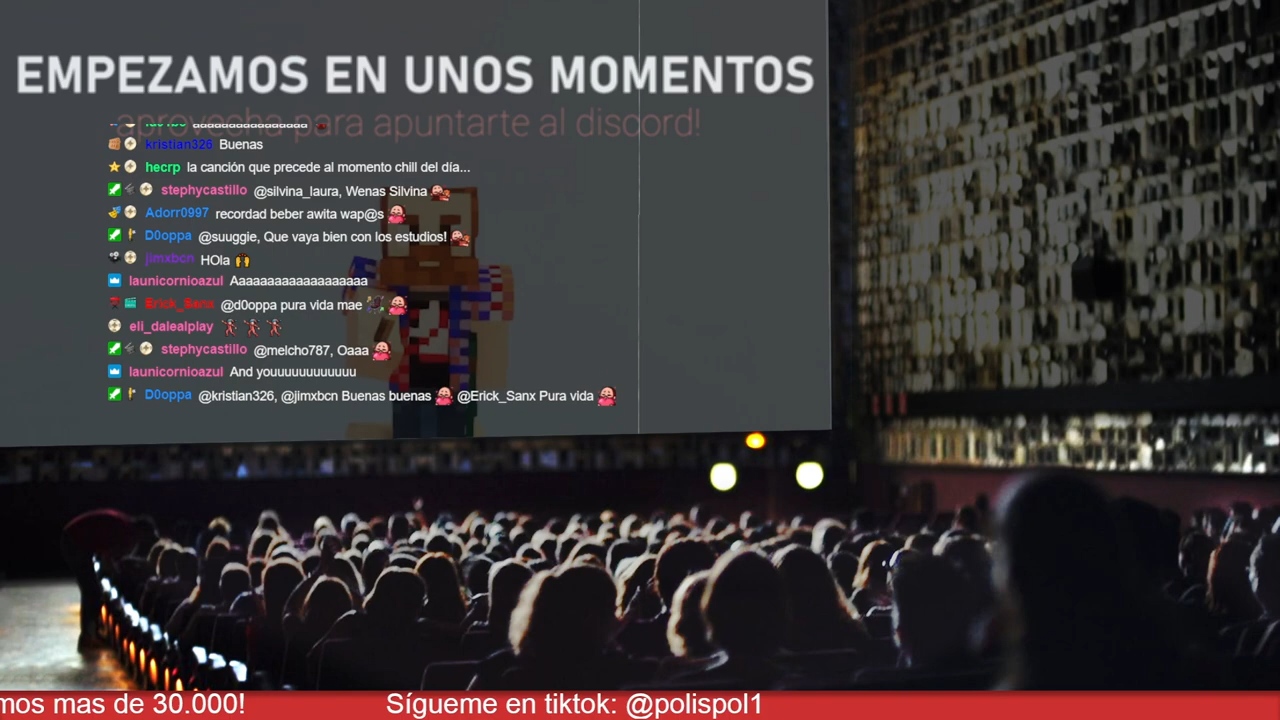 EMPEZAMOS EN UNOS MOMENTOS
aprovecha para apuntarte al discord!
aaaaaaaaaaaaaaaaa
kristian326 Buenas
hecrp la canción que precede al momento chill del día...
stephycastillo @silvina_laura, Wenas Silvina
Adorr0997 recordad beber awita wap@s
D0oppa @suuggie, Que vaya bien con los estudios!
jimxbcn HOla
launicornioazul Aaaaaaaaaaaaaaaaaaa
Erick_Sanx @d0oppa pura vida mae
eli_dalealplay
stephycastillo @melcho787, Oaaa
launicornioazul And youuuuuuuuuuuu
D0oppa @kristian326, @jimxbcn Buenas buenas @Erick_Sanx Pura vida
mos mas de 30.000! Sígueme en tiktok: @polispol1